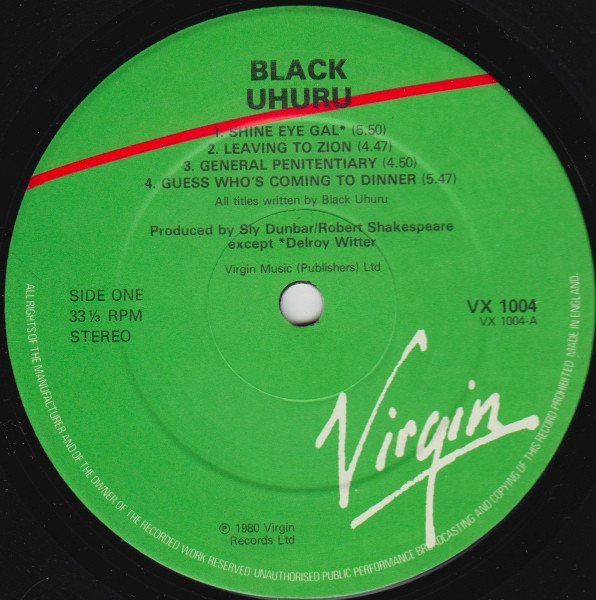 BLACK
UHURU
1. SHINE EYE GAL* (5.50)
2. LEAVING TO ZION (4.47)
3. GENERAL PENITENTIARY (4.50)
4. GUESS WHO'S COMING TO DINNER (5.47)
All titles written by Black Uhuru
Produced by Sly Dunbar/Robert Shakespeare
except *Delroy Witter
Virgin Music (Publishers) Ltd
SIDE ONE
33⅓ RPM
STEREO
VX 1004
VX 1004-A
Virgin
℗ 1980 Virgin
Records Ltd
ALL RIGHTS OF THE MANUFACTURER AND OF THE OWNER OF THE RECORDED WORK RESERVED UNAUTHORISED PUBLIC PERFORMANCE BROADCASTING AND COPYING OF THIS RECORD PROHIBITED MADE IN ENGLAND.